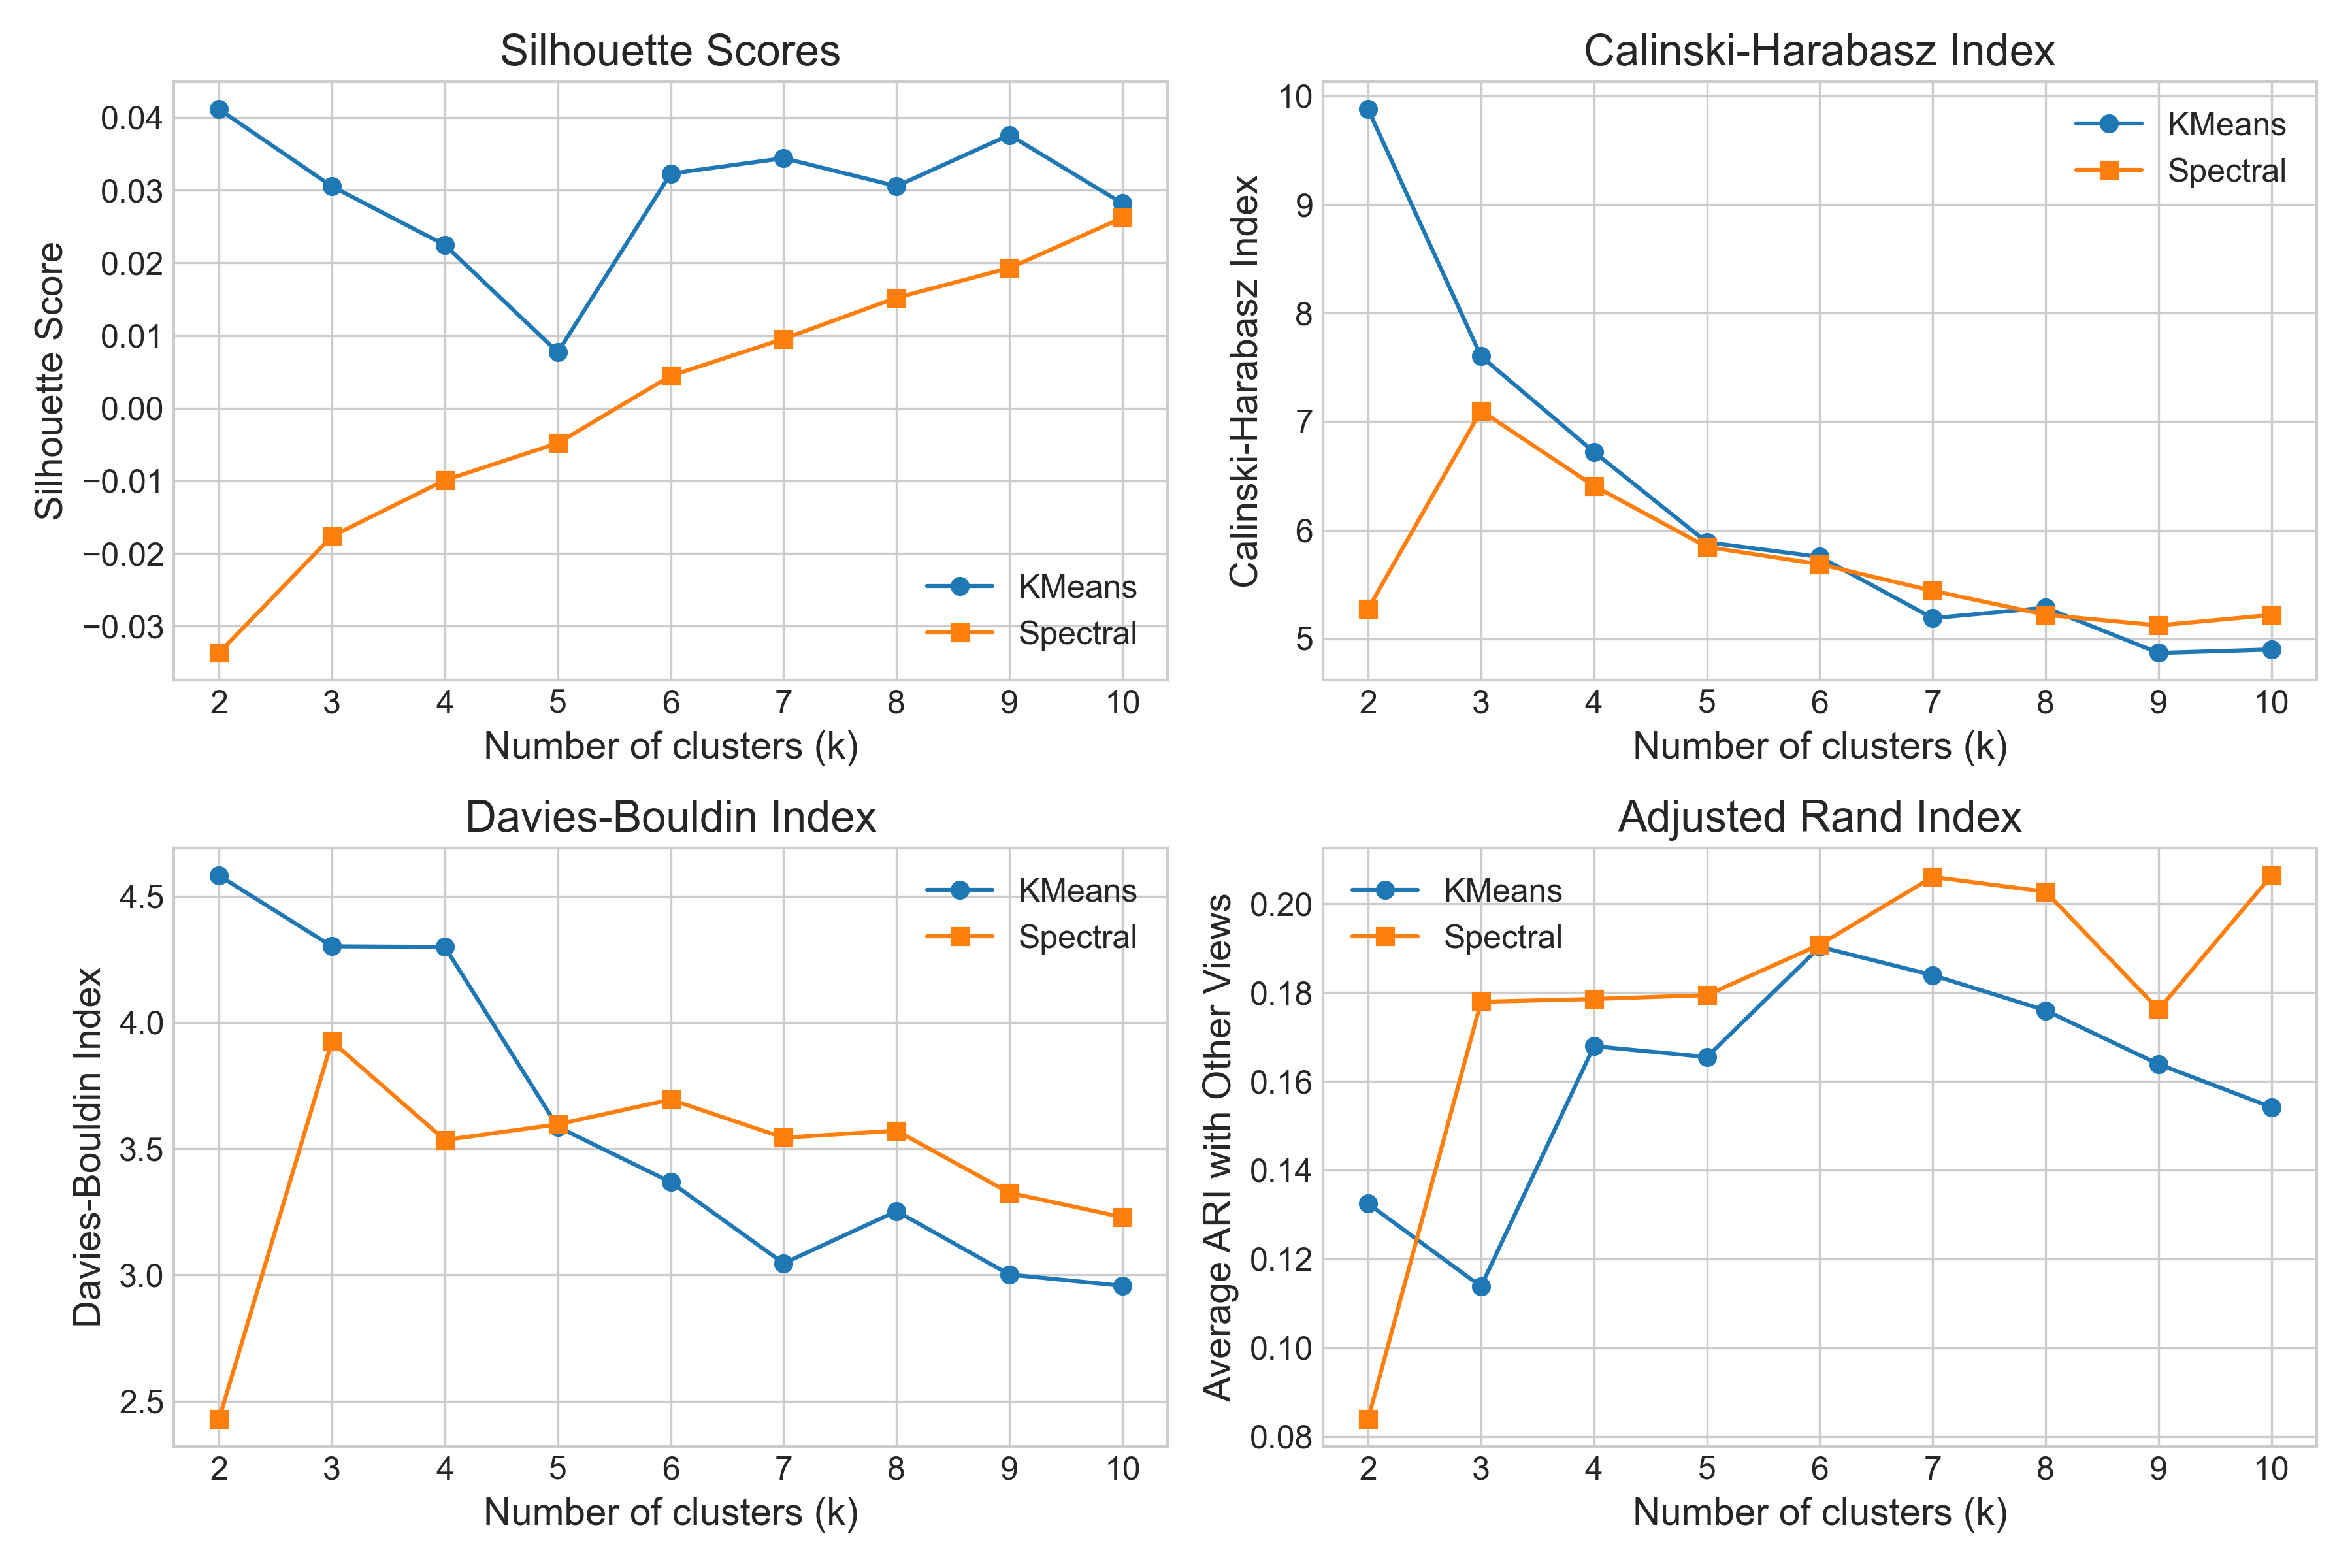 Silhouette Scores
Silhouette Score
0.04
0.03
0.02
0.01
0.00
−0.01
−0.02
−0.03
KMeans
Spectral
2 3 4 5 6 7 8 9 10
Number of clusters (k)
Calinski-Harabasz Index
Calinski-Harabasz Index
10
9
8
7
6
5
KMeans
Spectral
2 3 4 5 6 7 8 9 10
Number of clusters (k)
Davies-Bouldin Index
Davies-Bouldin Index
4.5
4.0
3.5
3.0
2.5
KMeans
Spectral
2 3 4 5 6 7 8 9 10
Number of clusters (k)
Adjusted Rand Index
Average ARI with Other Views
0.20
0.18
0.16
0.14
0.12
0.10
0.08
KMeans
Spectral
2 3 4 5 6 7 8 9 10
Number of clusters (k)